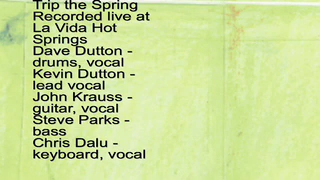 Trip the Spring
Recorded live at
La Vida Hot
Springs
Dave Dutton -
drums, vocal
Kevin Dutton -
lead vocal
John Krauss -
guitar, vocal
Steve Parks -
bass
Chris Dalu -
keyboard, vocal